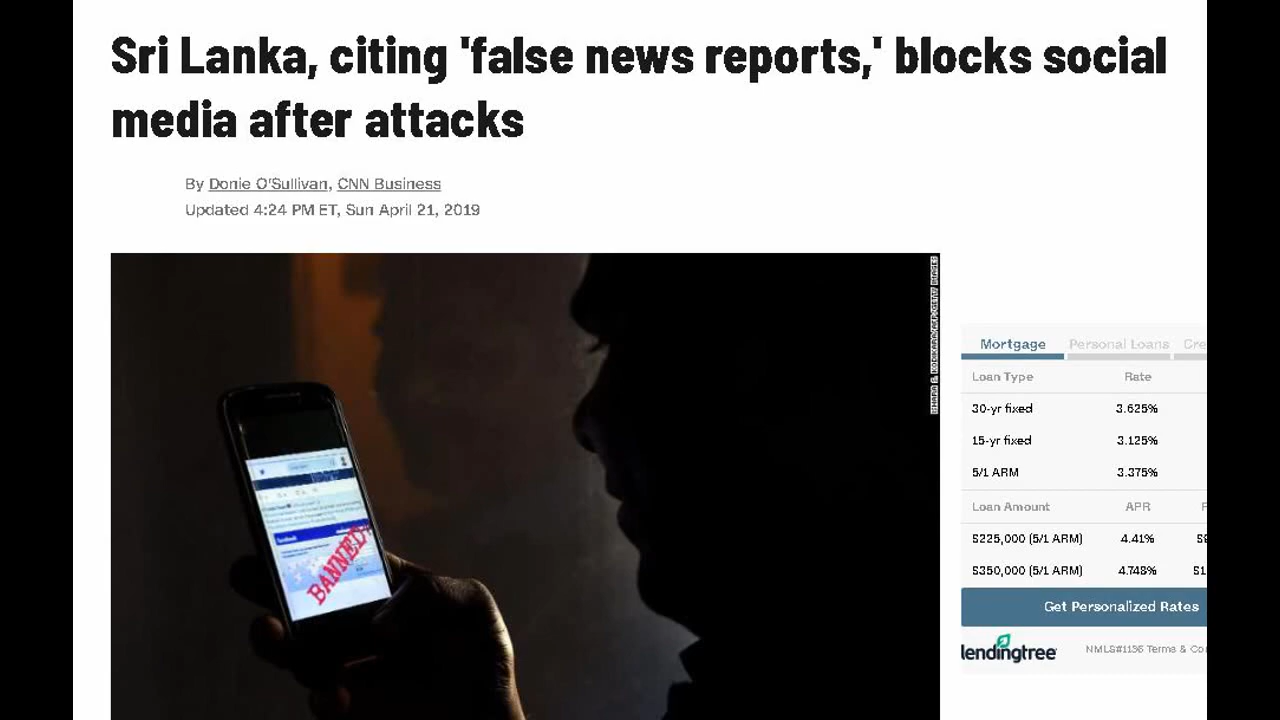 Sri Lanka, citing 'false news reports,' blocks social
media after attacks
By Donie O'Sullivan, CNN Business
Updated 4:24 PM ET, Sun April 21, 2019
BANNED
Mortgage Personal Loans Cre
Loan Type Rate
30-yr fixed 3.625%
15-yr fixed 3.125%
5/1 ARM 3.375%
Loan Amount APR
$225,000 (5/1 ARM) 4.41%
$350,000 (5/1 ARM) 4.748%
Get Personalized Rates
lendingtree NMLS#1136 Terms &